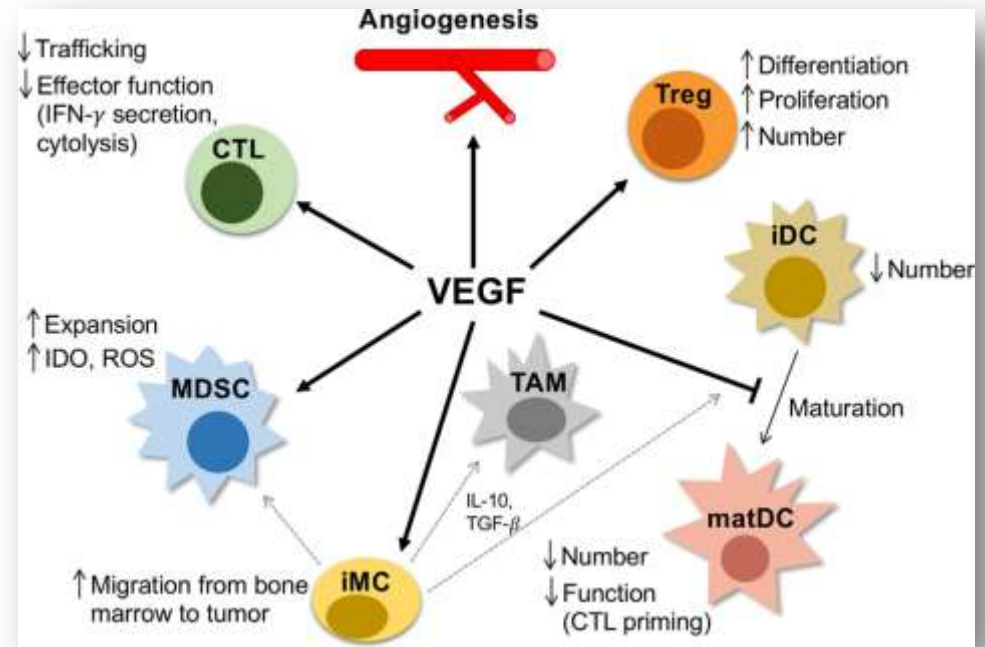 Angiogenesis
↓ Trafficking
↓ Effector function
(IFN-γ secretion,
cytolysis)
CTL
Treg
↑ Differentiation
↑ Proliferation
↑ Number
iDC
↓ Number
VEGF
↑ Expansion
↑ IDO, ROS
MDSC
TAM
Maturation
IL-10,
TGF-β
matDC
↓ Number
↓ Function
(CTL priming)
iMC
↑ Migration from bone
marrow to tumor